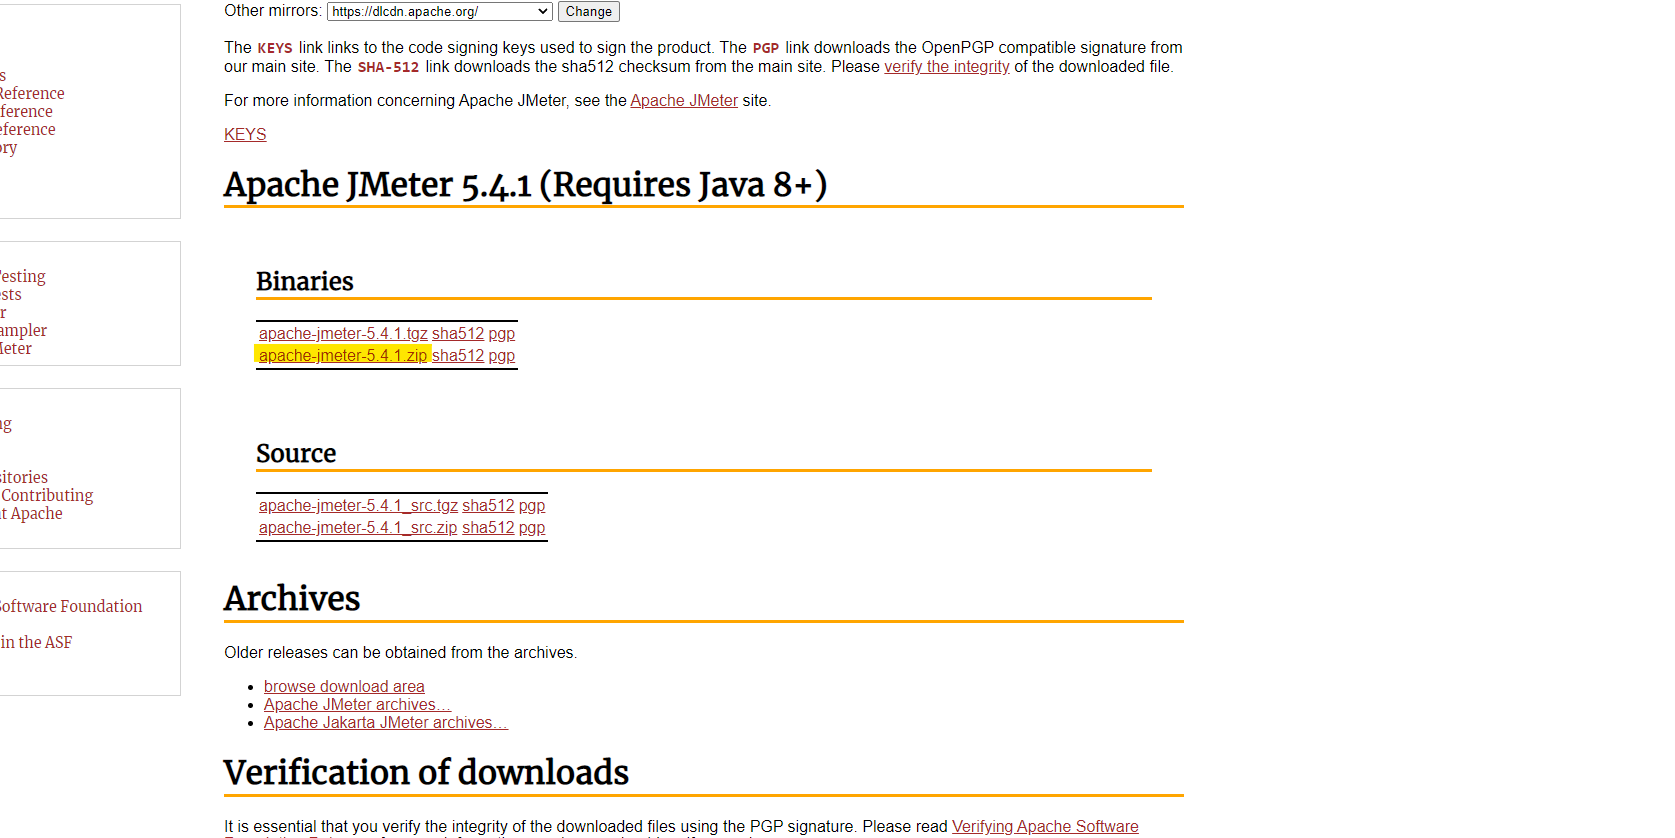 Other mirrors: https://dlcdn.apache.org/ Change
The KEYS link links to the code signing keys used to sign the product. The PGP link downloads the OpenPGP compatible signature from
our main site. The SHA-512 link downloads the sha512 checksum from the main site. Please verify the integrity of the downloaded file.
For more information concerning Apache JMeter, see the Apache JMeter site.
KEYS
Apache JMeter 5.4.1 (Requires Java 8+)
Binaries
apache-jmeter-5.4.1.tgz sha512 pgp
apache-jmeter-5.4.1.zip sha512 pgp
Source
apache-jmeter-5.4.1_src.tgz sha512 pgp
apache-jmeter-5.4.1_src.zip sha512 pgp
Archives
Older releases can be obtained from the archives.
browse download area
Apache JMeter archives…
Apache Jakarta JMeter archives…
Verification of downloads
It is essential that you verify the integrity of the downloaded files using the PGP signature. Please read Verifying Apache Software
s
Reference
ference
eference
ory
Testing
ests
r
ampler
Meter
ng
sitories
Contributing
at Apache
Software Foundation
in the ASF